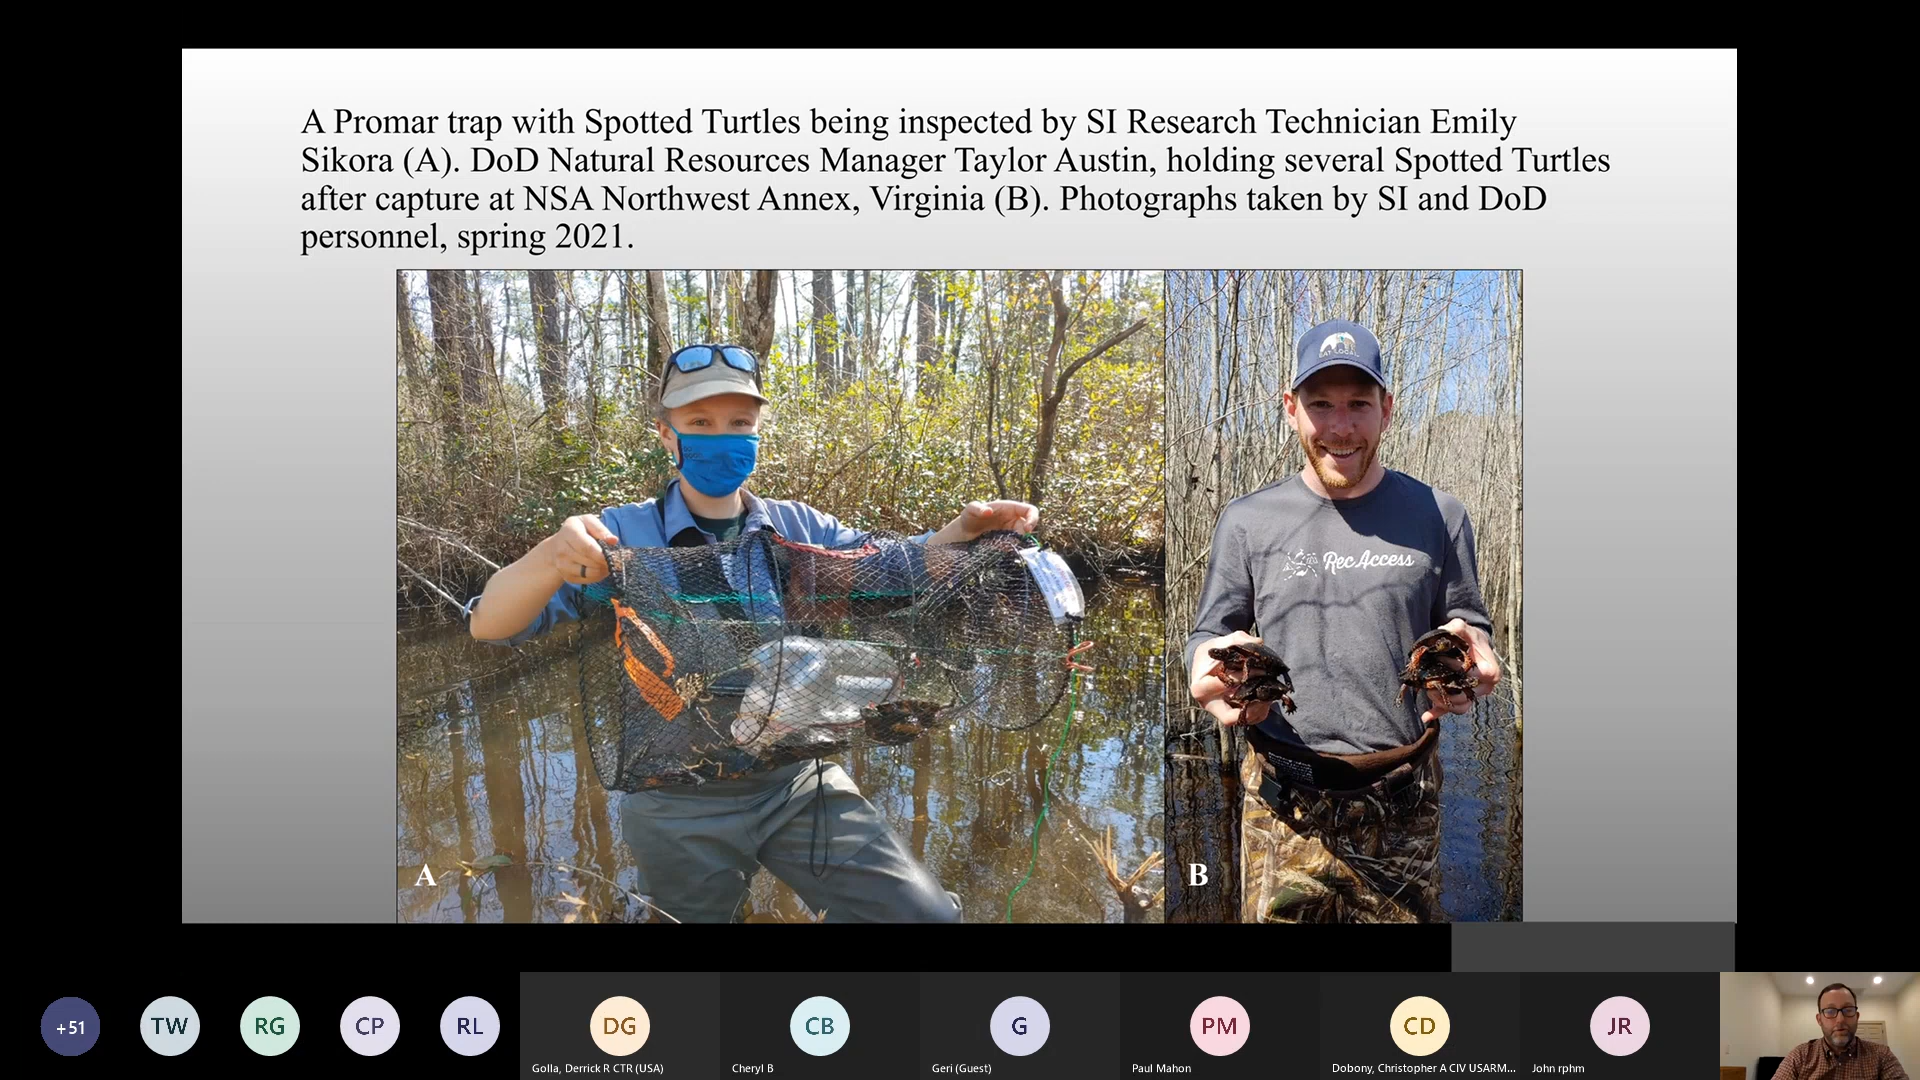 A Promar trap with Spotted Turtles being inspected by SI Research Technician Emily
Sikora (A). DoD Natural Resources Manager Taylor Austin, holding several Spotted Turtles
after capture at NSA Northwest Annex, Virginia (B). Photographs taken by SI and DoD
personnel, spring 2021.
EAT LOCAL
RecAccess
A
B
+51
TW
RG
CP
RL
DG
CB
G
PM
CD
JR
Golla, Derrick R CTR (USA)
Cheryl B
Geri (Guest)
Paul Mahon
Dobony, Christopher A CIV USARM...
John rphm